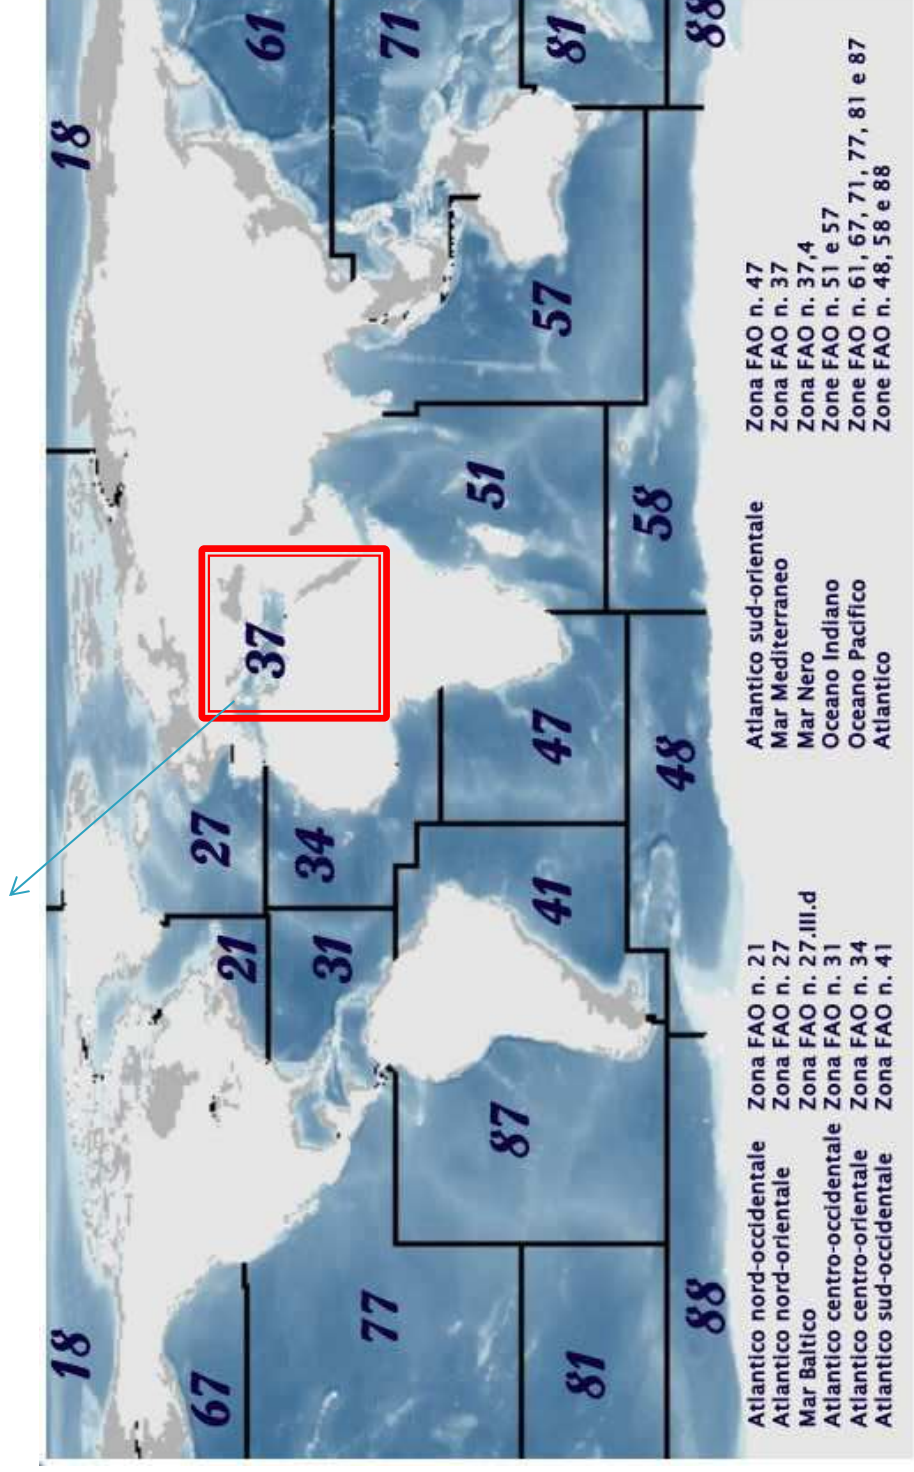 18
18
67
21
27
37
61
77
31
34
51
71
87
41
47
57
81
81
88
48
58
88
Atlantico nord-occidentale Zona FAO n. 21
Atlantico nord-orientale Zona FAO n. 27
Mar Baltico Zona FAO n. 27.III.d
Atlantico centro-occidentale Zona FAO n. 31
Atlantico centro-orientale Zona FAO n. 34
Atlantico sud-occidentale Zona FAO n. 41
Atlantico sud-orientale Zona FAO n. 47
Mar Mediterraneo Zona FAO n. 37
Mar Nero Zona FAO n. 37,4
Oceano Indiano Zone FAO n. 51 e 57
Oceano Pacifico Zone FAO n. 61, 67, 71, 77, 81 e 87
Atlantico Zone FAO n. 48, 58 e 88